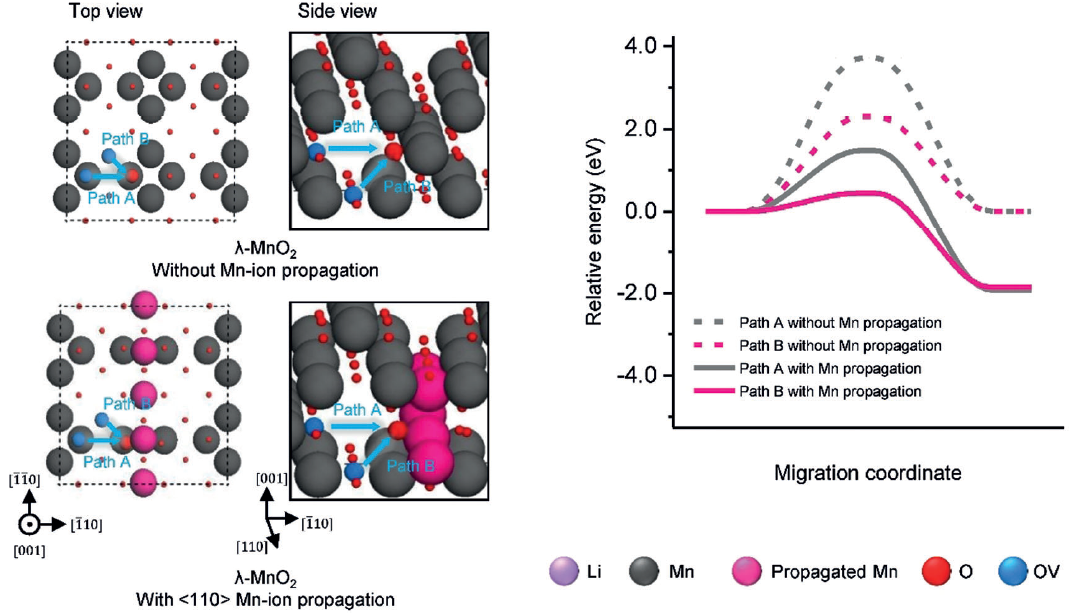 Top view
Side view
Path B
Path A
Path A
Path B
λ-MnO₂
Without Mn-ion propagation
Path B
Path A
Path A
Path B
[1̅1̅0]
[1̅10]
[001]
[001]
[1̅10]
[110]
λ-MnO₂
With <110> Mn-ion propagation
Relative energy (eV)
4.0
2.0
0.0
-2.0
-4.0
Path A without Mn propagation
Path B without Mn propagation
Path A with Mn propagation
Path B with Mn propagation
Migration coordinate
Li
Mn
Propagated Mn
O
OV